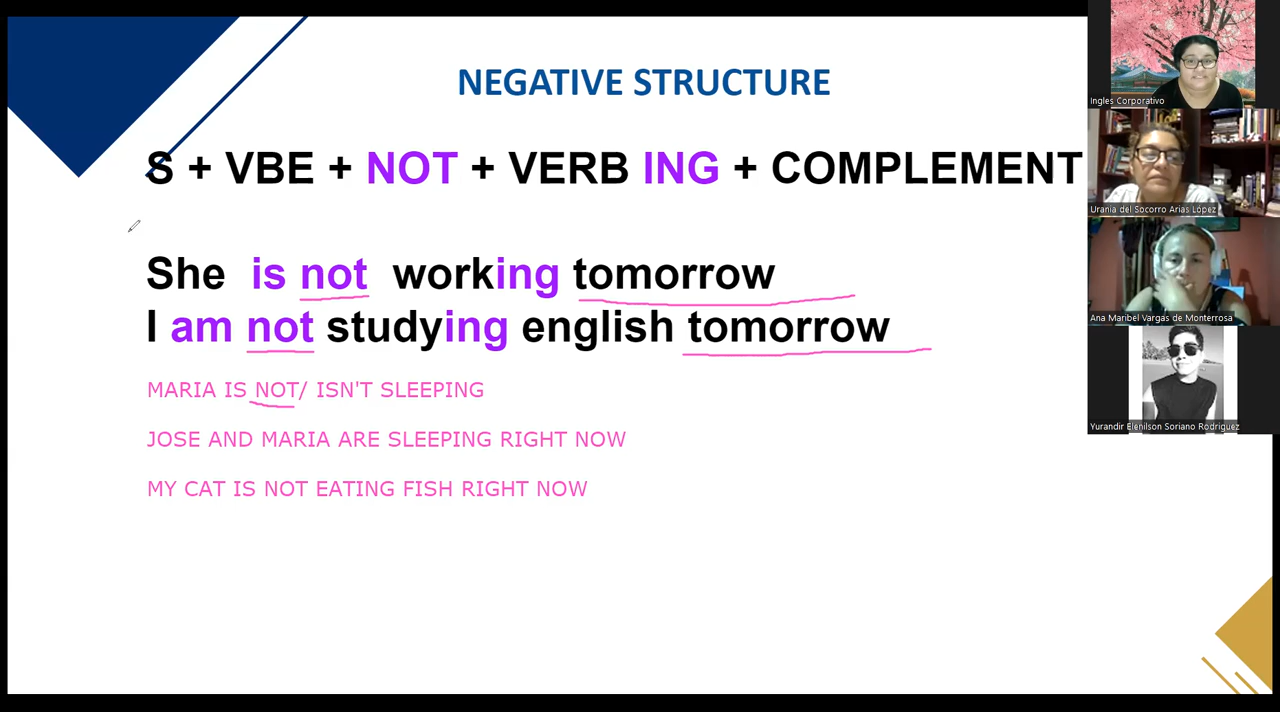 NEGATIVE STRUCTURE
S + VBE + NOT + VERB ING + COMPLEMENT
She is not working tomorrow
I am not studying english tomorrow
MARIA IS NOT/ ISN'T SLEEPING
JOSE AND MARIA ARE SLEEPING RIGHT NOW
MY CAT IS NOT EATING FISH RIGHT NOW
Ingles Corporativo
Urania del Socorro Arias López
Ana Maribel Vargas de Monterrosa
Yurandir Elenilson Soriano Rodriguez